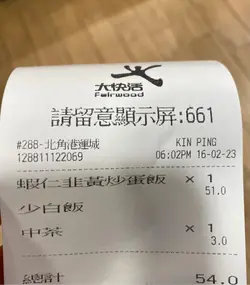 大快活
Fairwood
請留意顯示屏:661
#288-北角港運城 KIN PING
128811122069 06:02PM 16-02-23
蝦仁韭黃炒蛋飯 × 1
51.0
少白飯
中茶 × 1
3.0
總計 54.0